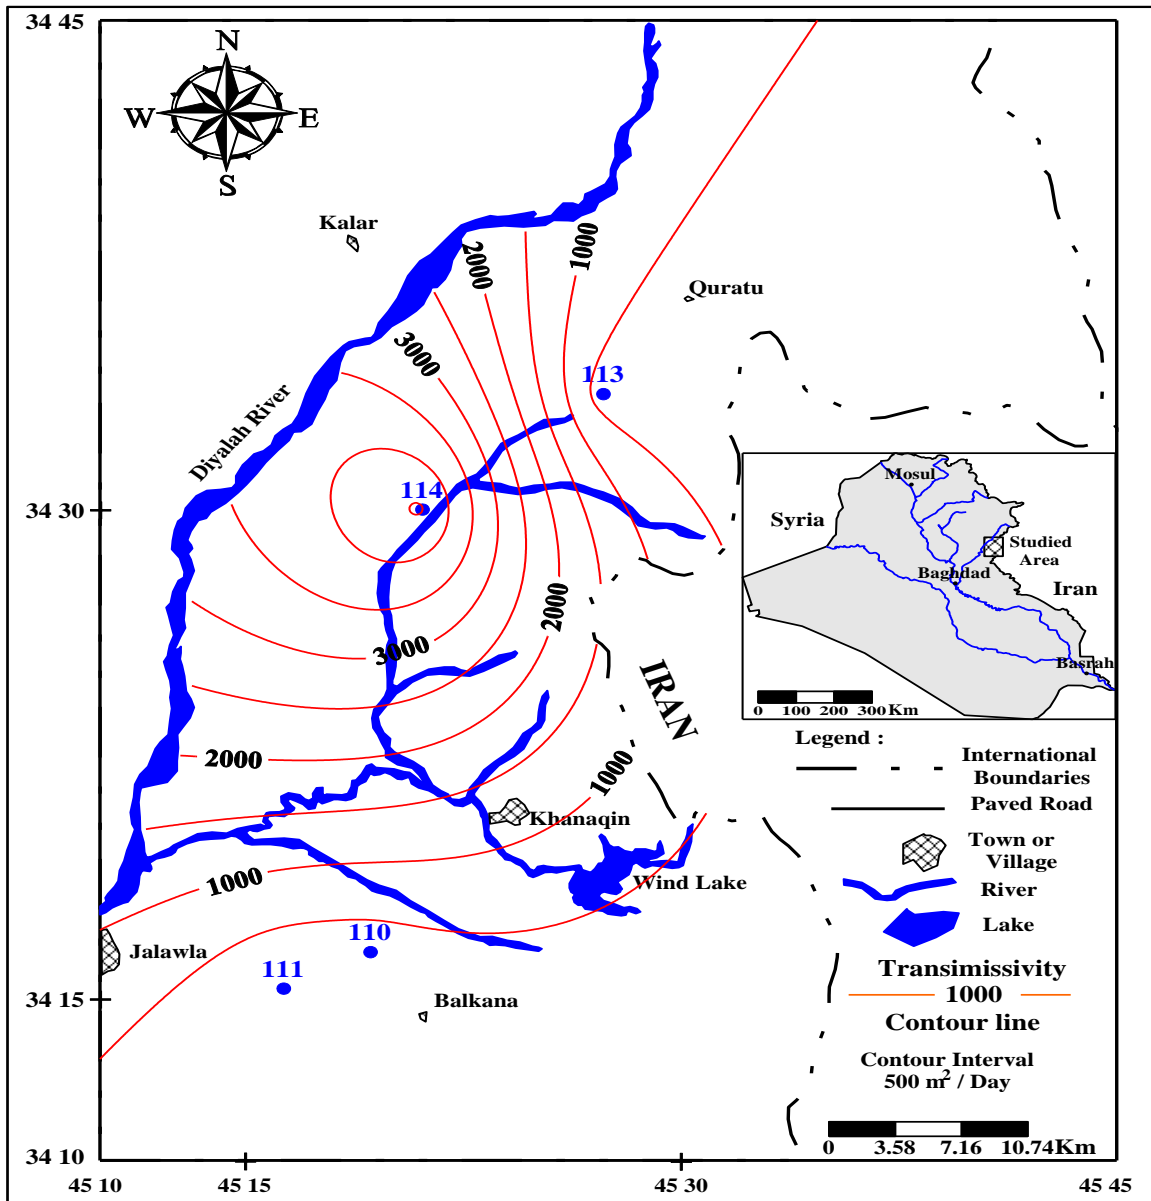 34 45
N
W
E
S
Kalar
2000
1000
Quratu
3000
113
Diyalah River
114
34 30
Mosul
Syria
Studied
Area
Baghdad
Iran
Basrah
0 100 200 300 Km
2000
3000
IRAN
2000
1000
Legend :
International
Boundaries
Paved Road
Khanaqin
Town or
Village
1000
Wind Lake
River
Lake
110
Jalawla
111
Transimissivity
1000
Contour line
34 15
Balkana
Contour Interval
500 m² / Day
0 3.58 7.16 10.74Km
34 10
45 10
45 15
45 30
45 45